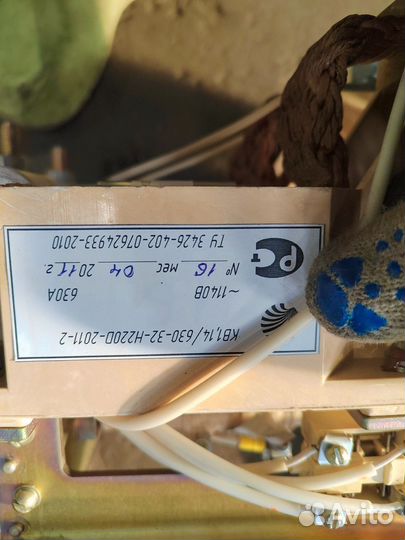 КВ1,14/630-32-Н220D-2011-2
~1140В 630А
№ 16 мес 04 2011 г.
ТУ 3426-402-07624933-2010
РСТ
Avito